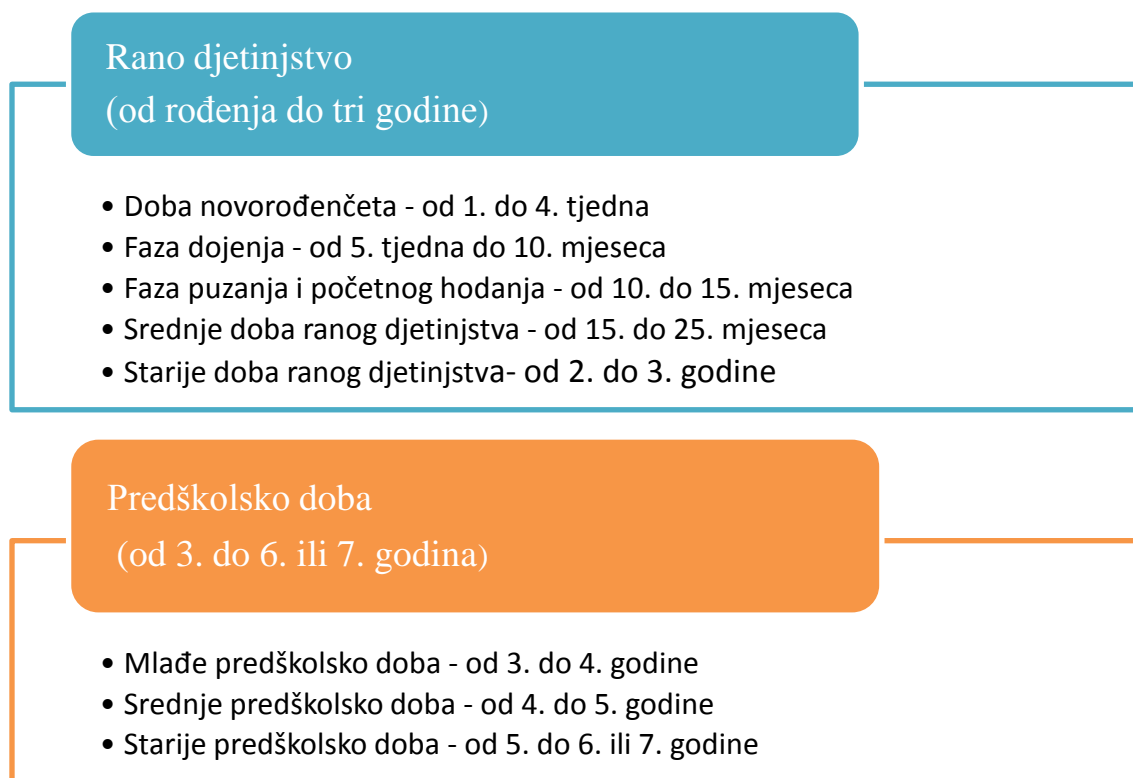 Rano djetinjstvo
(od rođenja do tri godine)
• Doba novorođenčeta - od 1. do 4. tjedna
• Faza dojenja - od 5. tjedna do 10. mjeseca
• Faza puzanja i početnog hodanja - od 10. do 15. mjeseca
• Srednje doba ranog djetinjstva - od 15. do 25. mjeseca
• Starije doba ranog djetinjstva- od 2. do 3. godine
Predškolsko doba
(od 3. do 6. ili 7. godina)
• Mlađe predškolsko doba - od 3. do 4. godine
• Srednje predškolsko doba - od 4. do 5. godine
• Starije predškolsko doba - od 5. do 6. ili 7. godine